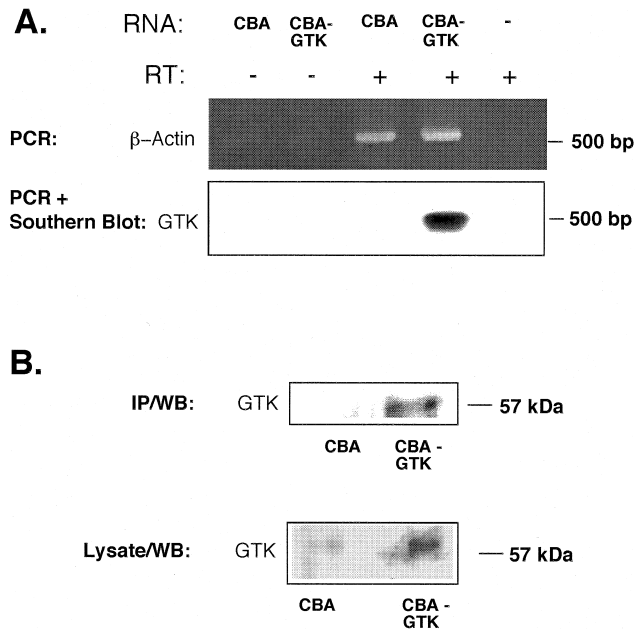 A.
RNA: CBA CBA-GTK CBA CBA-GTK -
RT: - - + + +
PCR: β-Actin 500 bp
PCR +
Southern Blot: GTK 500 bp
B.
IP/WB: GTK 57 kDa
CBA CBA -
GTK
Lysate/WB: GTK 57 kDa
CBA CBA -
GTK